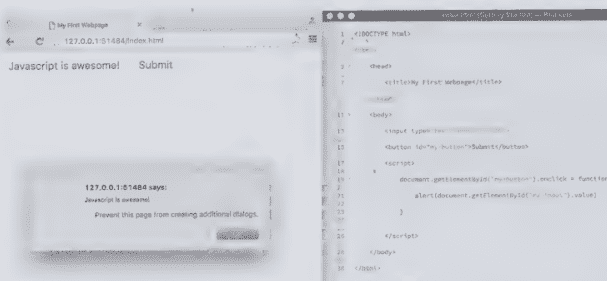 My First Webpage
127.0.0.1:51484/index.html
Javascript is awesome!
Submit
127.0.0.1:51484 says:
Javascript is awesome!
Prevent this page from creating additional dialogs.
<!DOCTYPE html>
<head>
<title>My First Webpage</title>
<body>
<input type=
<button id="my-button">Submit</button>
<script>
document.getElementById('my-button').onclick = function
alert(document.getElementById('my-input').value)
}
</script>
</body>
</html>